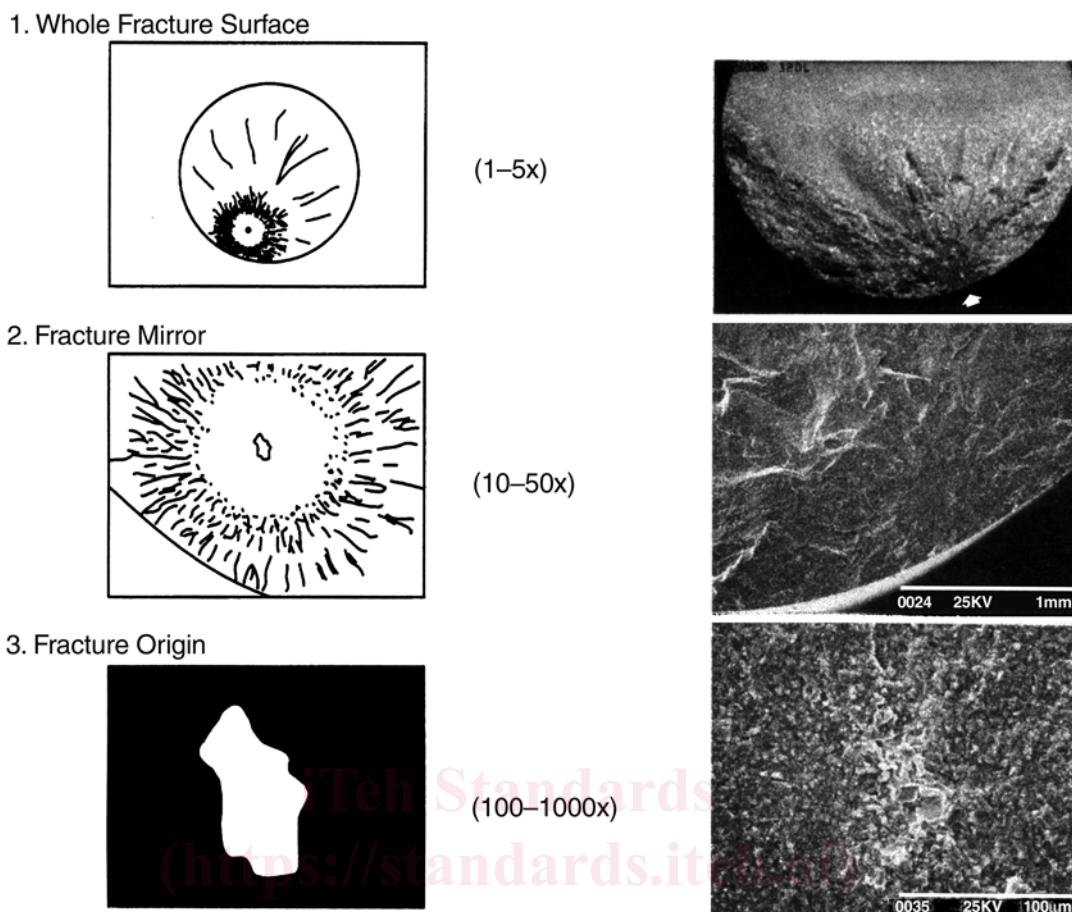 1. Whole Fracture Surface
(1–5x)
2. Fracture Mirror
(10–50x)
0024 25KV 1mm
3. Fracture Origin
iTeh Standards
(100–1000x)
(https://standards.iteh.ai)
0035 25KV 100µm